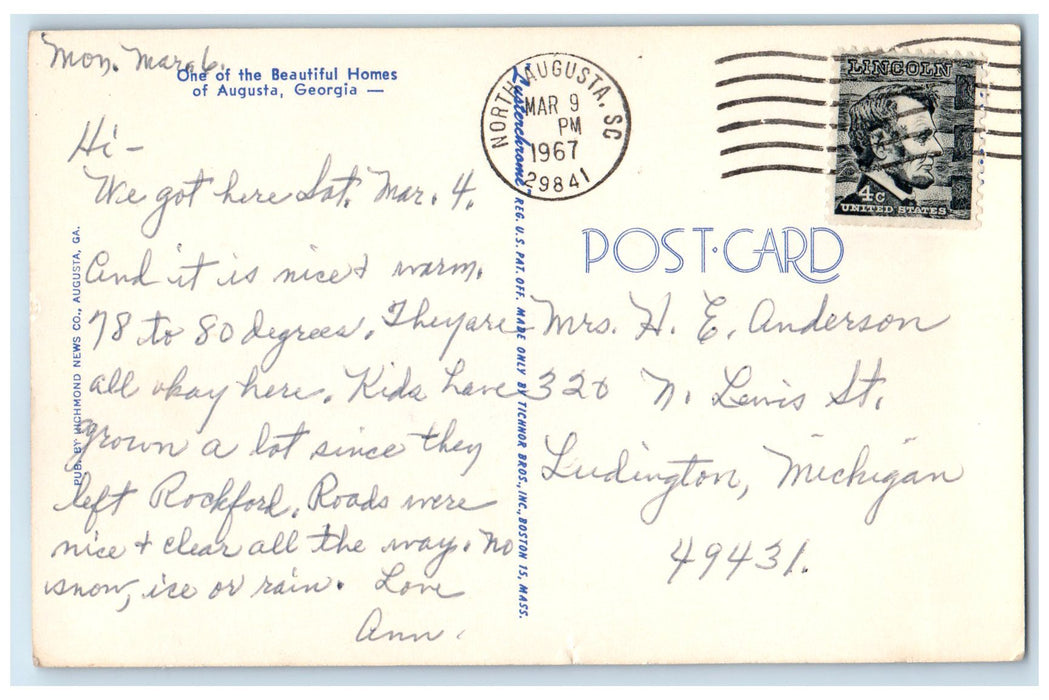 Mon. Mar. 6.
One of the Beautiful Homes
of Augusta, Georgia —
Hi-
We got here Sat. Mar. 4.
And it is nice & warm.
78 to 80 degrees. They are
all okay here. Kids have
grown a lot since they
left Rockford. Roads were
nice & clear all the way. No
snow, ice or rain. Love
Ann.
PUB. BY RICHMOND NEWS CO., AUGUSTA, GA.
Lusterchrome REG. U.S. PAT. OFF. MADE ONLY BY TICHNOR BROS., INC., BOSTON 15, MASS.
NORTH AUGUSTA, SC
MAR 9
PM
1967
29841
LINCOLN
4c
UNITED STATES
POST·CARD
Mrs. H. E. Anderson
320 N. Lewis St.
Ludington, Michigan
49431.